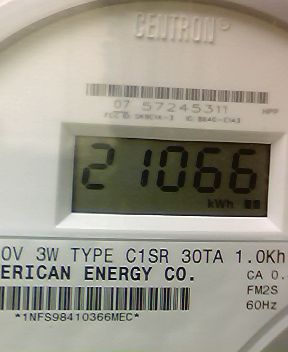 CENTRON®
07 57245311 HPP
21066
kWh
0V 3W TYPE C1SR 30TA 1.0Kh
ERICAN ENERGY CO. CA 0.
FM2S
60Hz
*1NFS98410366MEC*